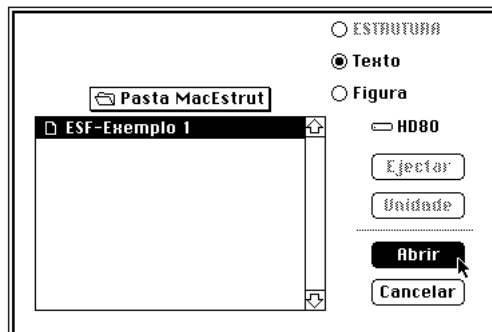 ESTRUTURA
Texto
Figura
Pasta MacEstrut
ESF-Exemplo 1
HD80
Ejectar
Unidade
Abrir
Cancelar